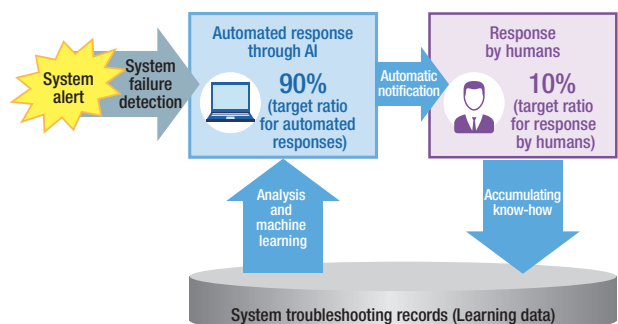 System
alert
System
failure
detection
Automated response
through AI
90%
(target ratio
for automated
responses)
Automatic
notification
Response
by humans
10%
(target ratio
for response
by humans)
Analysis
and
machine
learning
Accumulating
know-how
System troubleshooting records (Learning data)